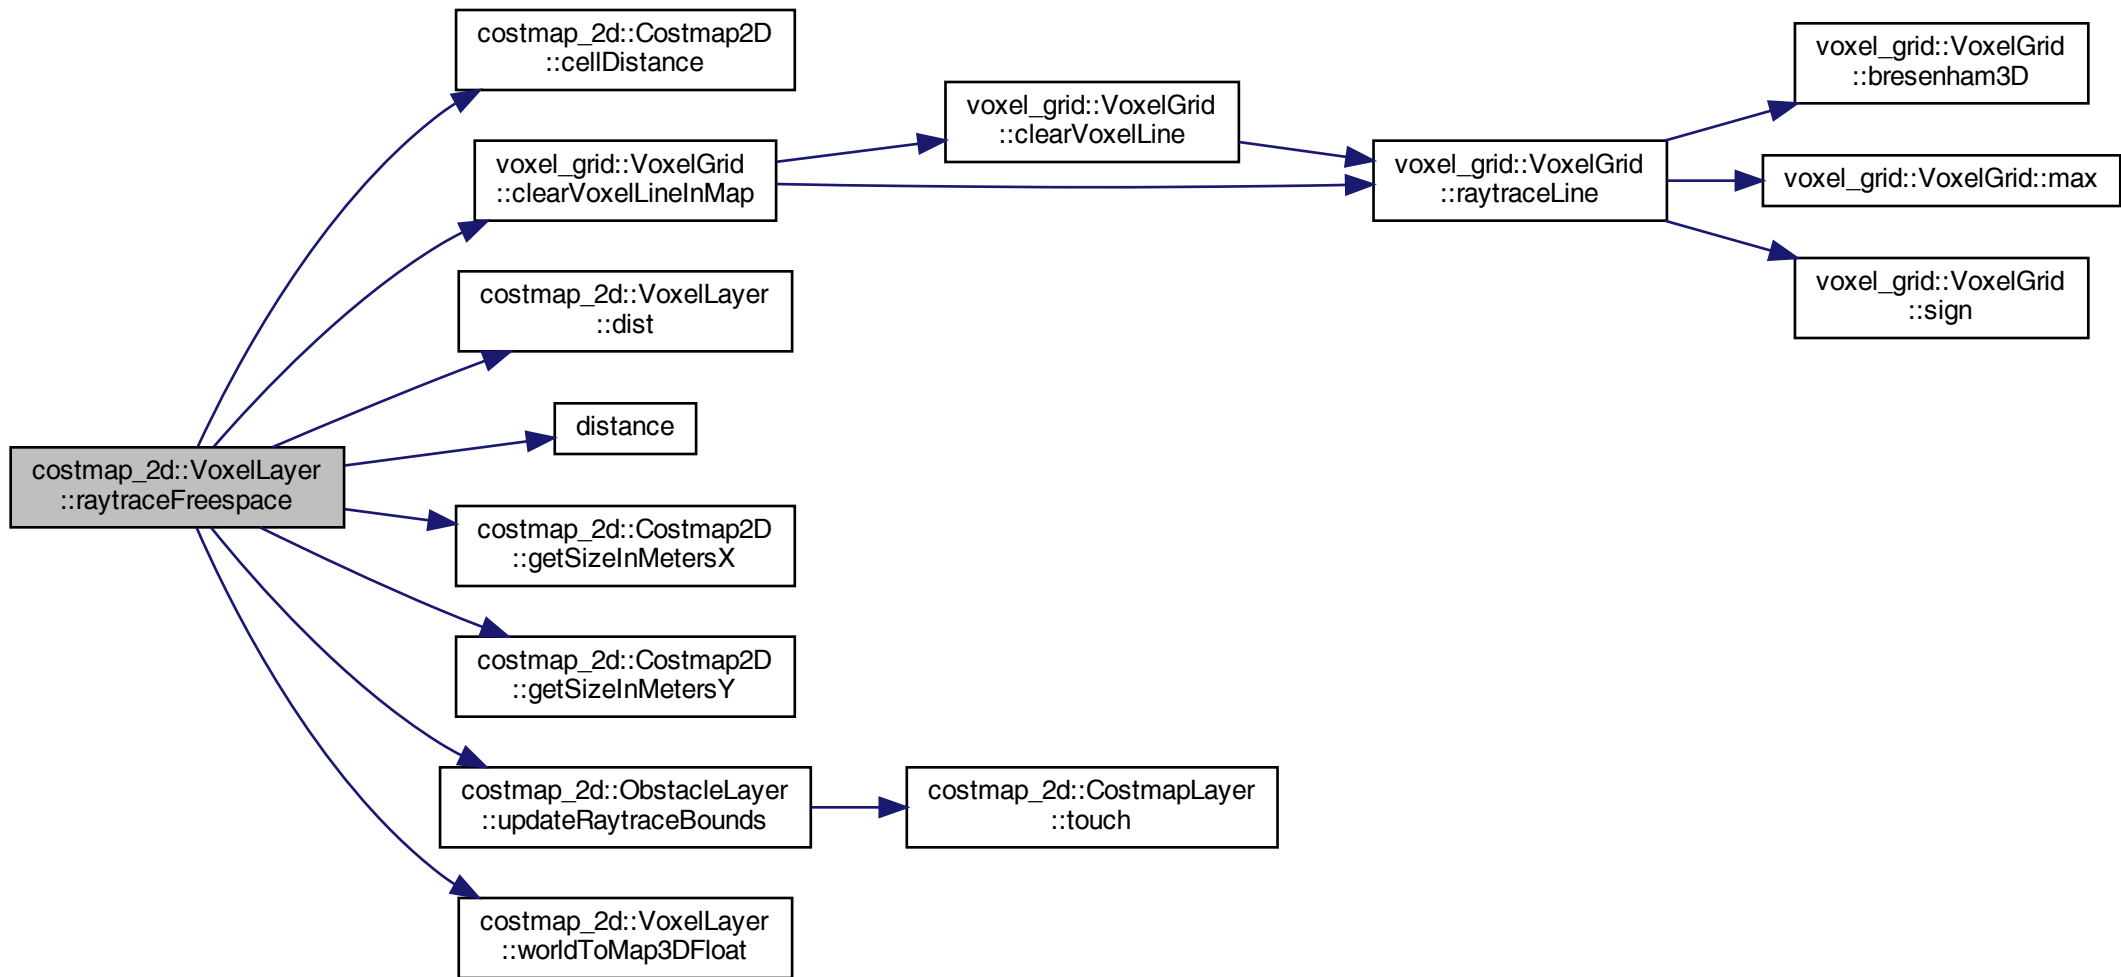 costmap_2d::Costmap2D
::cellDistance
voxel_grid::VoxelGrid
::bresenham3D
voxel_grid::VoxelGrid
::clearVoxelLine
voxel_grid::VoxelGrid
::clearVoxelLineInMap
voxel_grid::VoxelGrid
::raytraceLine
voxel_grid::VoxelGrid::max
costmap_2d::VoxelLayer
::dist
voxel_grid::VoxelGrid
::sign
distance
costmap_2d::VoxelLayer
::raytraceFreespace
costmap_2d::Costmap2D
::getSizeInMetersX
costmap_2d::Costmap2D
::getSizeInMetersY
costmap_2d::ObstacleLayer
::updateRaytraceBounds
costmap_2d::CostmapLayer
::touch
costmap_2d::VoxelLayer
::worldToMap3DFloat